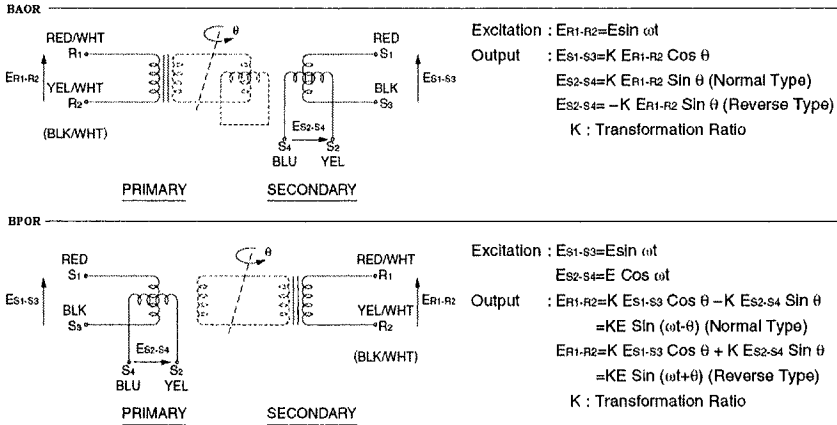 BAOR
RED/WHT
R1
ER1-R2
YEL/WHT
R2
(BLK/WHT)
θ
RED
S1
BLK
S3
ES1-S3
ES2-S4
S4
S2
BLU
YEL
PRIMARY
SECONDARY
Excitation : ER1-R2=Esin ωt
Output : ES1-S3=K ER1-R2 Cos θ
ES2-S4=K ER1-R2 Sin θ (Normal Type)
ES2-S4= −K ER1-R2 Sin θ (Reverse Type)
K : Transformation Ratio
BPOR
RED
S1
ES1-S3
BLK
S3
ES2-S4
S4
S2
BLU
YEL
θ
RED/WHT
R1
YEL/WHT
R2
ER1-R2
(BLK/WHT)
PRIMARY
SECONDARY
Excitation : ES1-S3=Esin ωt
ES2-S4=E Cos ωt
Output : ER1-R2=K ES1-S3 Cos θ −K ES2-S4 Sin θ
=KE Sin (ωt-θ) (Normal Type)
ER1-R2=K ES1-S3 Cos θ + K ES2-S4 Sin θ
=KE Sin (ωt+θ) (Reverse Type)
K : Transformation Ratio